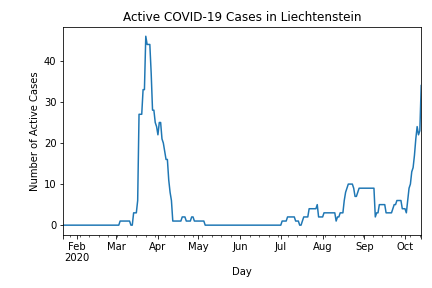 Active COVID-19 Cases in Liechtenstein
Number of Active Cases
40
30
20
10
0
Feb Mar Apr May Jun Jul Aug Sep Oct
2020
Day